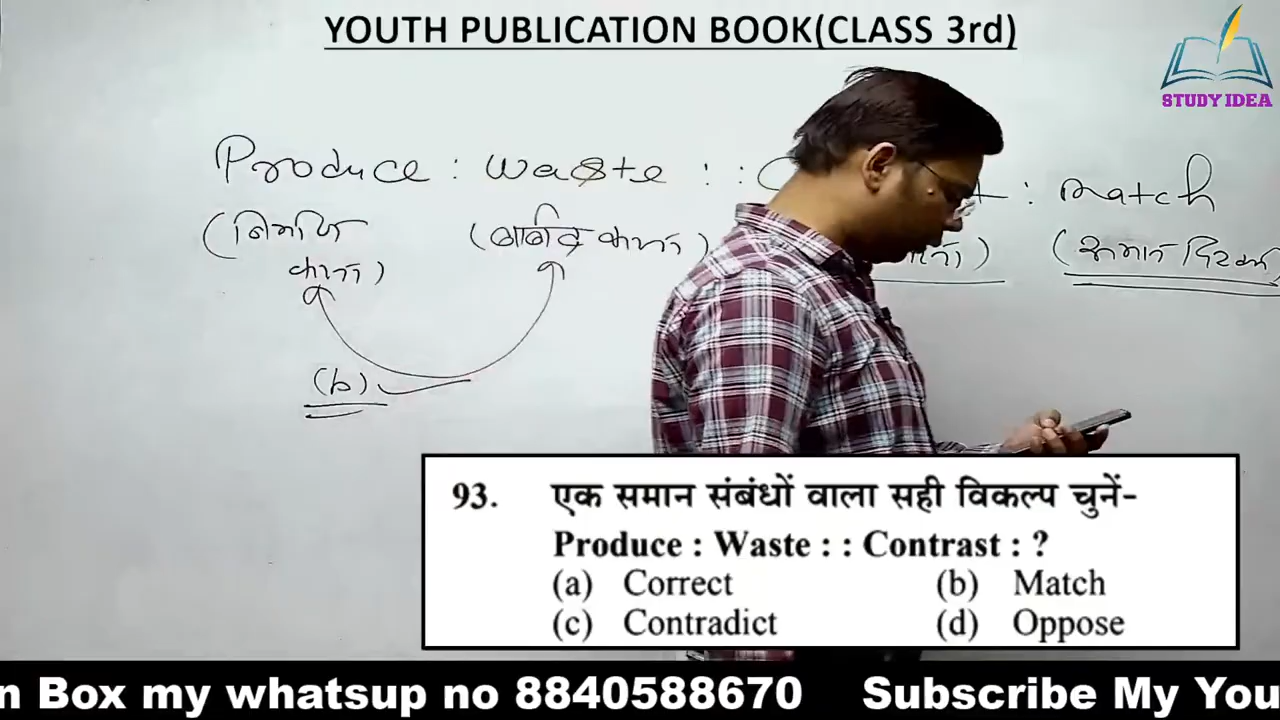 YOUTH PUBLICATION BOOK(CLASS 3rd)
STUDY IDEA
Produce : Waste : : : match
(b)
93. एक समान संबंधों वाला सही विकल्प चुनें-
Produce : Waste : : Contrast : ?
(a) Correct (b) Match
(c) Contradict (d) Oppose
n Box my whatsup no 8840588670 Subscribe My You